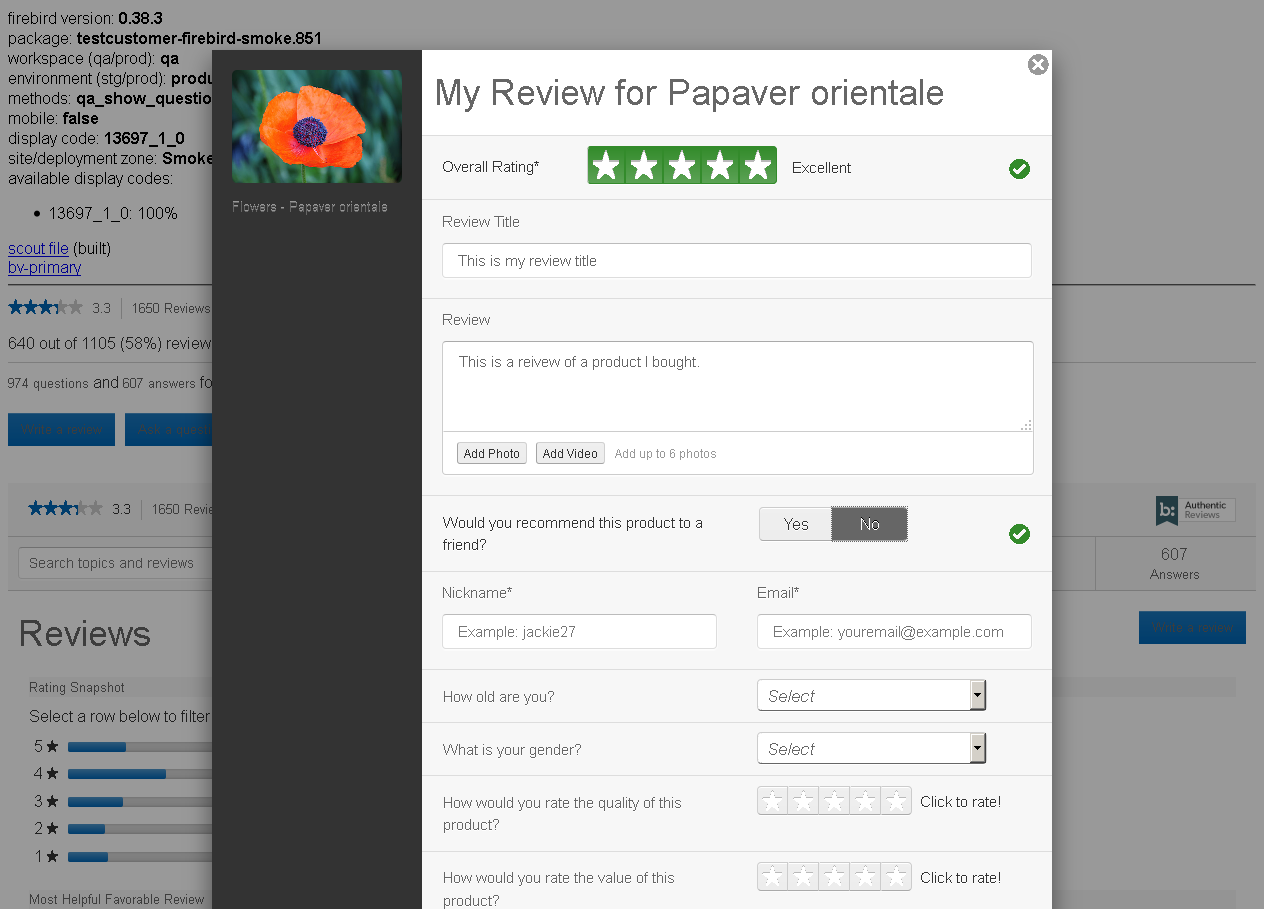 firebird version: 0.38.3
package: testcustomer-firebird-smoke.851
workspace (qa/prod): qa
environment (stg/prod): produ
methods: qa_show_questio
mobile: false
display code: 13697_1_0
site/deployment zone: Smoke
available display codes:
• 13697_1_0: 100%
scout file (built)
bv-primary
3.3 1650 Reviews
640 out of 1105 (58%) review
974 questions and 607 answers fo
Write a review Ask a quest
3.3 1650 Revie
Search topics and reviews
Reviews
Rating Snapshot
Select a row below to filter
5 ★
4 ★
3 ★
2 ★
1 ★
Most Helpful Favorable Review
Flowers - Papaver orientals
My Review for Papaver orientale
Overall Rating* Excellent
Review Title
This is my review title
Review
This is a reivew of a product I bought.
Add Photo Add Video Add up to 6 photos
Would you recommend this product to a
friend?
Yes No
Nickname* Email*
Example: jackie27 Example: youremail@example.com
How old are you? Select
What is your gender? Select
How would you rate the quality of this
product?
Click to rate!
How would you rate the value of this
product?
Click to rate!
b: Authentic
Reviews
607
Answers
Write a review